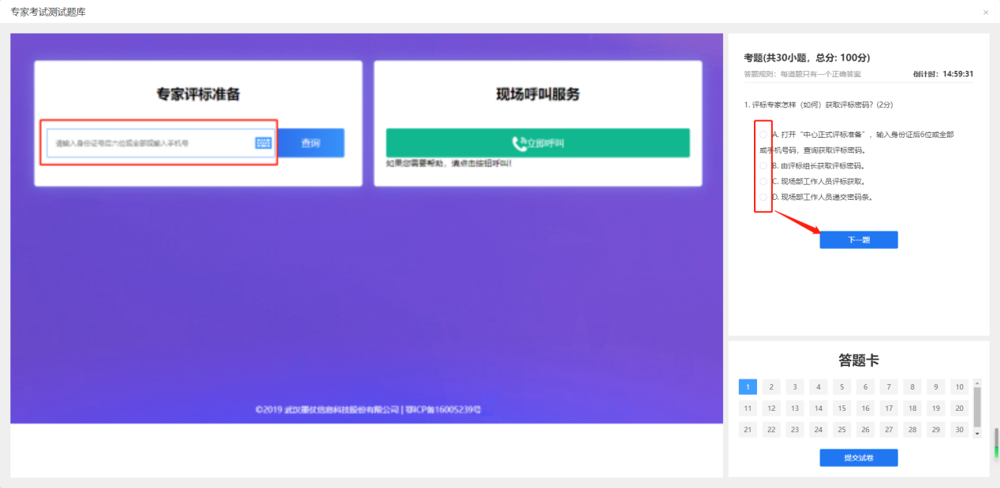 专家考试测试题库
×
专家评标准备
请输入身份证号后六位或全部或输入手机号
查询
现场呼叫服务
立即呼叫
如果您需要帮助，请点击按钮呼叫!
©2019 武汉墨仗信息科技股份有限公司 | 鄂ICP备16005239号
考题(共30小题，总分: 100分)
答题规则：每道题只有一个正确答案
倒计时：14:59:31
1. 评标专家怎样（如何）获取评标密码？(2分)
A. 打开“中心正式评标准备”，输入身份证后6位或全部
或手机号码，查询获取评标密码。
B. 由评标组长获取评标密码。
C. 现场部工作人员评标获取。
D. 现场部工作人员递交密码条。
下一题
答题卡
1 2 3 4 5 6 7 8 9 10
11 12 13 14 15 16 17 18 19 20
21 22 23 24 25 26 27 28 29 30
提交试卷